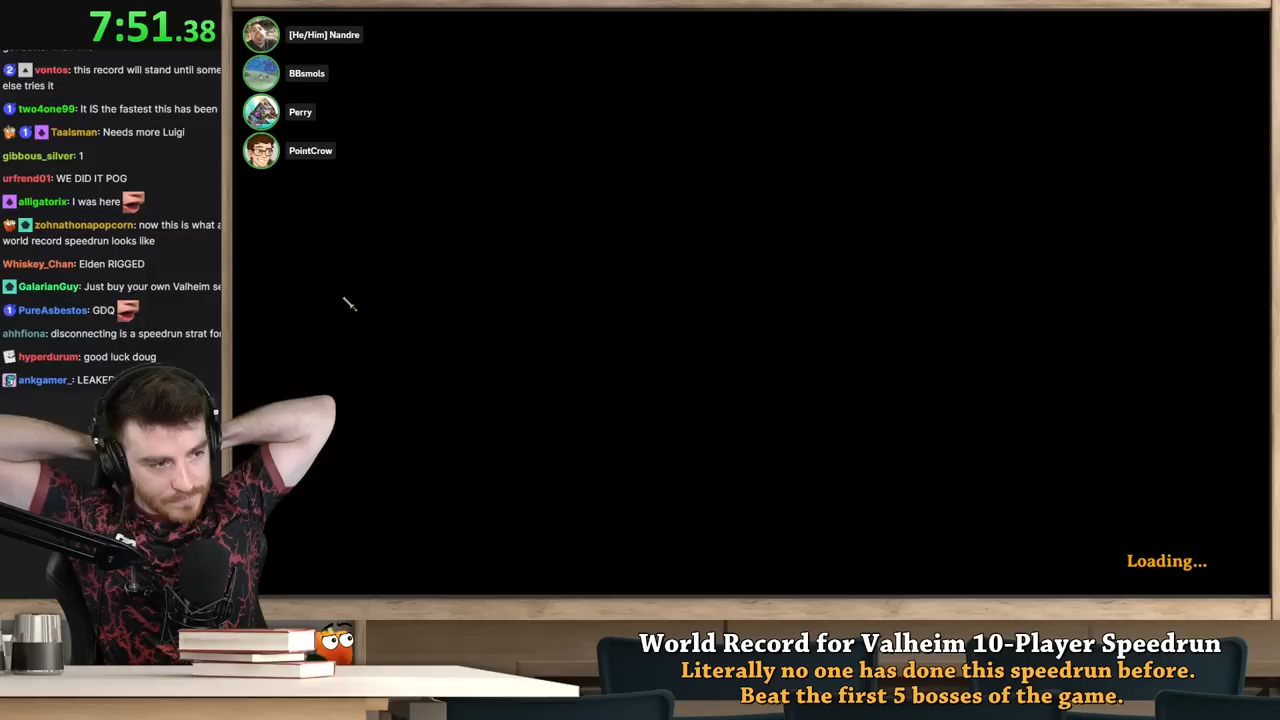 7:51.38
vontos: this record will stand until some
else tries it
two4one99: It IS the fastest this has been
Taalsman: Needs more Luigi
gibbous_silver: 1
urfrend01: WE DID IT POG
alligatorix: I was here
zohnathonapopcorn: now this is what a
world record speedrun looks like
Whiskey_Chan: Elden RIGGED
GalarianGuy: Just buy your own Valheim se
PureAsbestos: GDQ
ahhfiona: disconnecting is a speedrun strat for
hyperdurum: good luck doug
ankgamer_: LEAKED
[He/Him] Nandre
BBsmols
Perry
PointCrow
Loading...
World Record for Valheim 10-Player Speedrun
Literally no one has done this speedrun before.
Beat the first 5 bosses of the game.